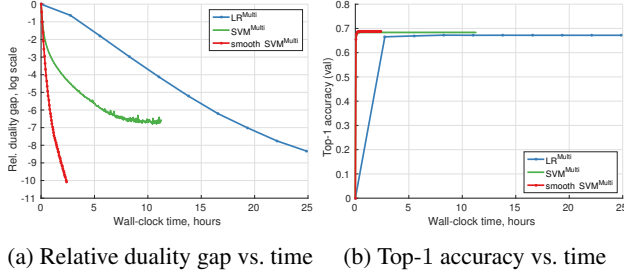 0
-1
-2
-3
-4
-5
-6
-7
-8
-9
-10
-11
Rel. duality gap, log scale
LR^Multi
SVM^Multi
smooth SVM^Multi
0 5 10 15 20 25
Wall-clock time, hours
(a) Relative duality gap vs. time
0.8
0.7
0.6
0.5
0.4
0.3
0.2
0.1
0
Top-1 accuracy (val)
LR^Multi
SVM^Multi
smooth SVM^Multi
0 5 10 15 20 25
Wall-clock time, hours
(b) Top-1 accuracy vs. time